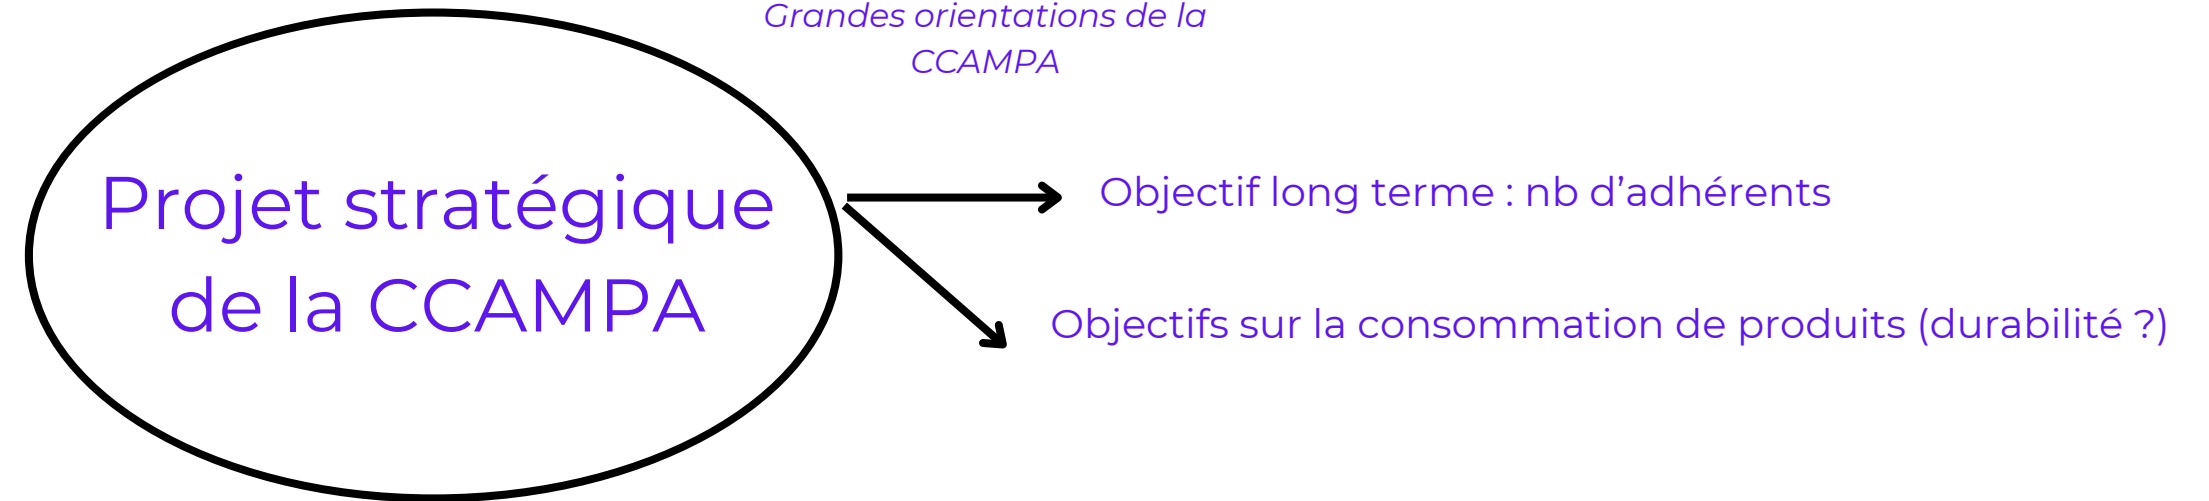 Grandes orientations de la
CCAMPA
Projet stratégique
de la CCAMPA
Objectif long terme : nb d’adhérents
Objectifs sur la consommation de produits (durabilité ?)